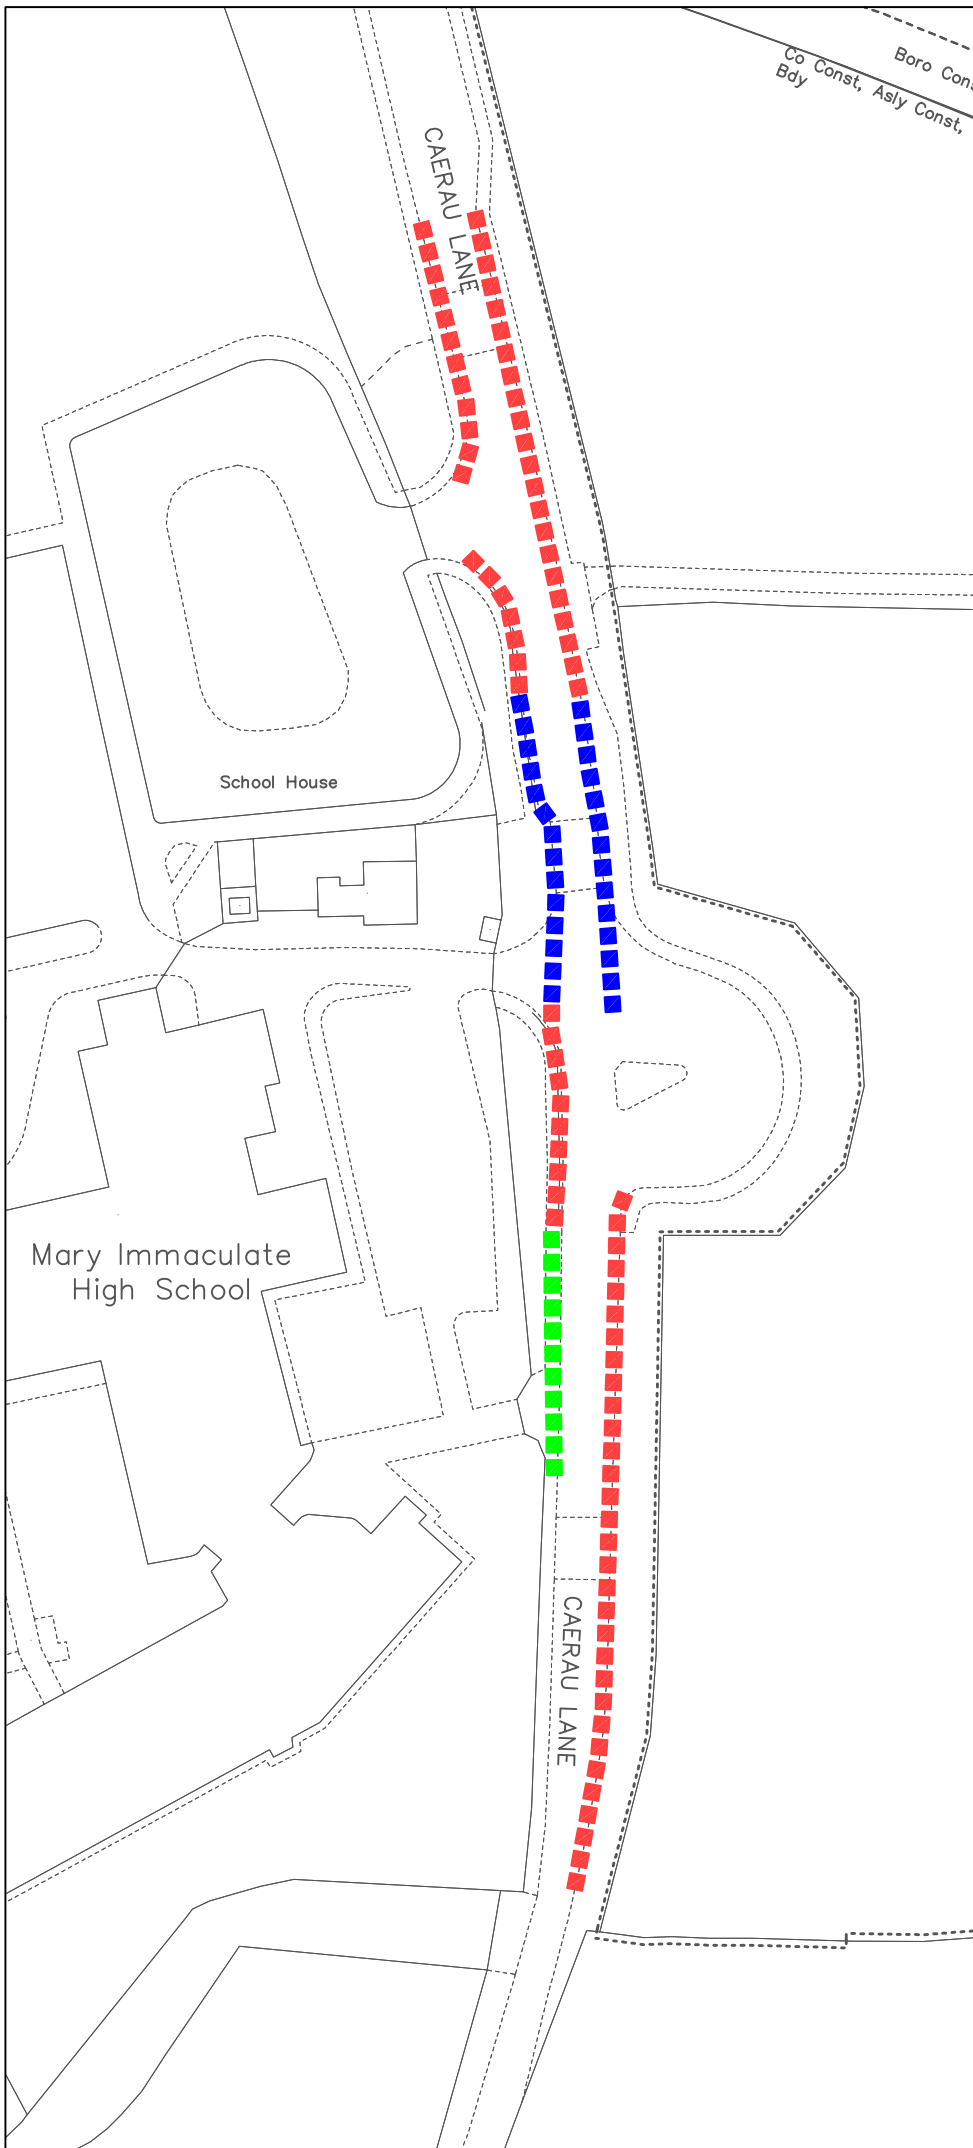 Boro Cons
Co Const, Asly Const,
Bdy
CAERAU LANE
School House
Mary Immaculate
High School
CAERAU LANE